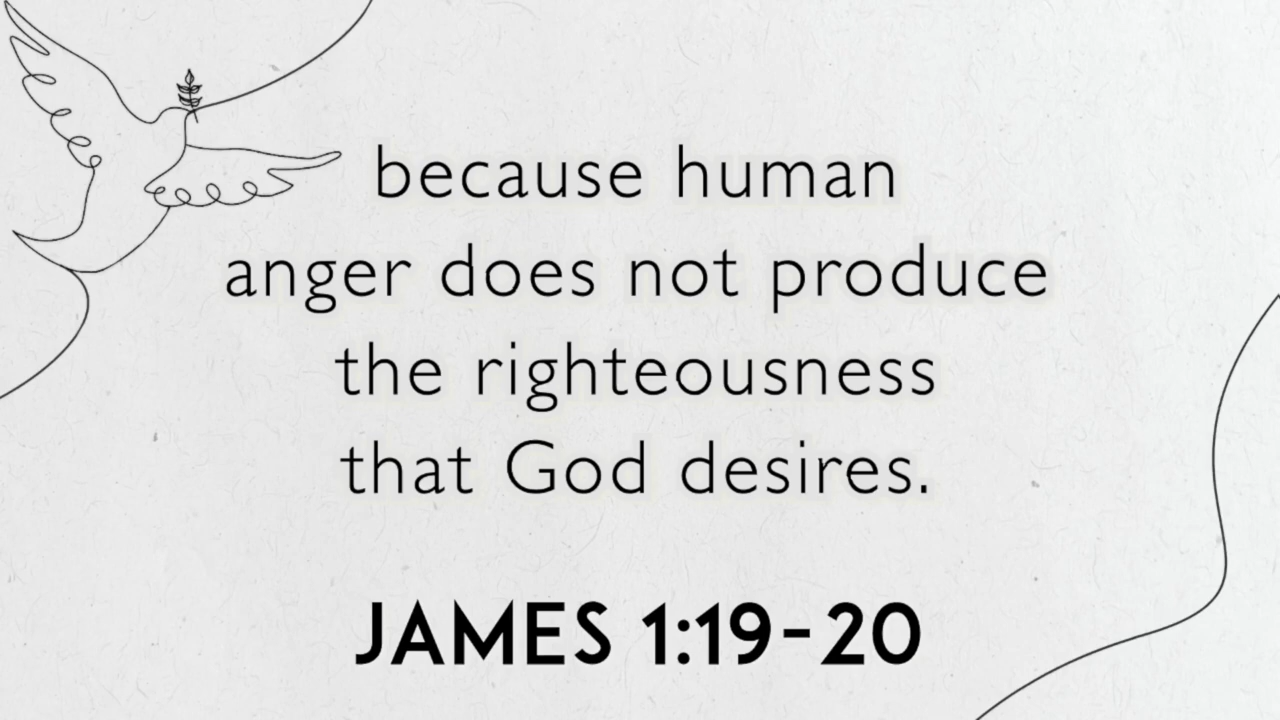 because human
anger does not produce
the righteousness
that God desires.
JAMES 1:19-20